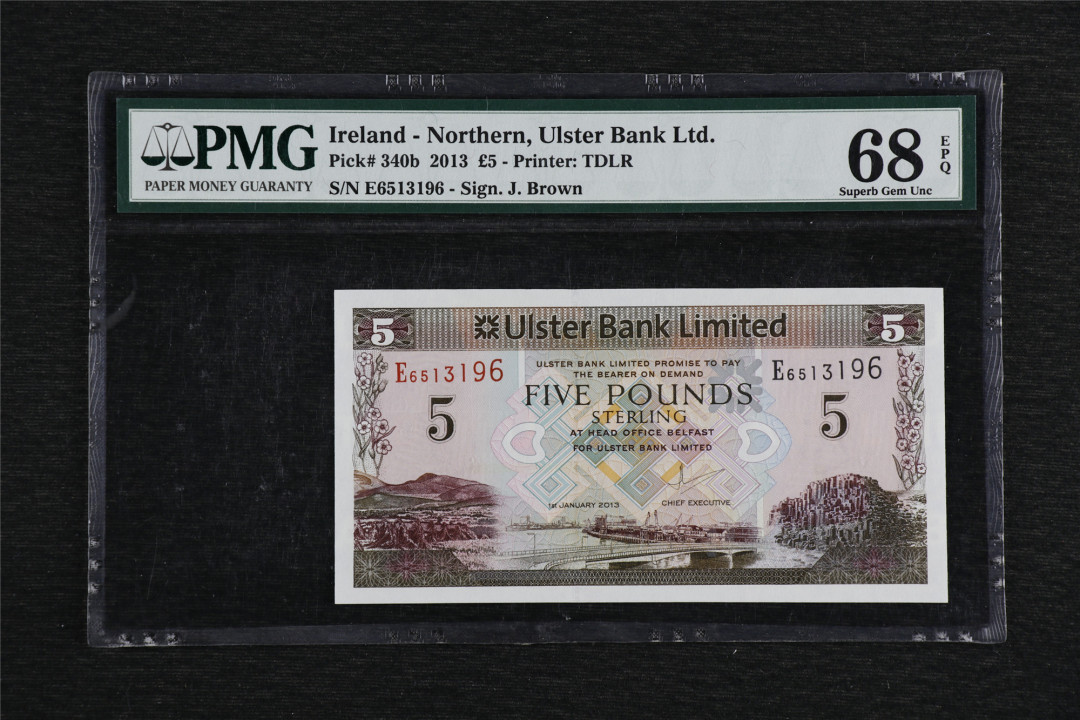 PMG
PAPER MONEY GUARANTY
Ireland - Northern, Ulster Bank Ltd.
Pick# 340b 2013 £5 - Printer: TDLR
S/N E6513196 - Sign. J. Brown
68
EPQ
Superb Gem Unc
5 Ulster Bank Limited 5
ULSTER BANK LIMITED PROMISE TO PAY
THE BEARER ON DEMAND
E6513196 E6513196
FIVE POUNDS
STERLING
5 5
AT HEAD OFFICE BELFAST
FOR ULSTER BANK LIMITED
1st JANUARY 2013 CHIEF EXECUTIVE